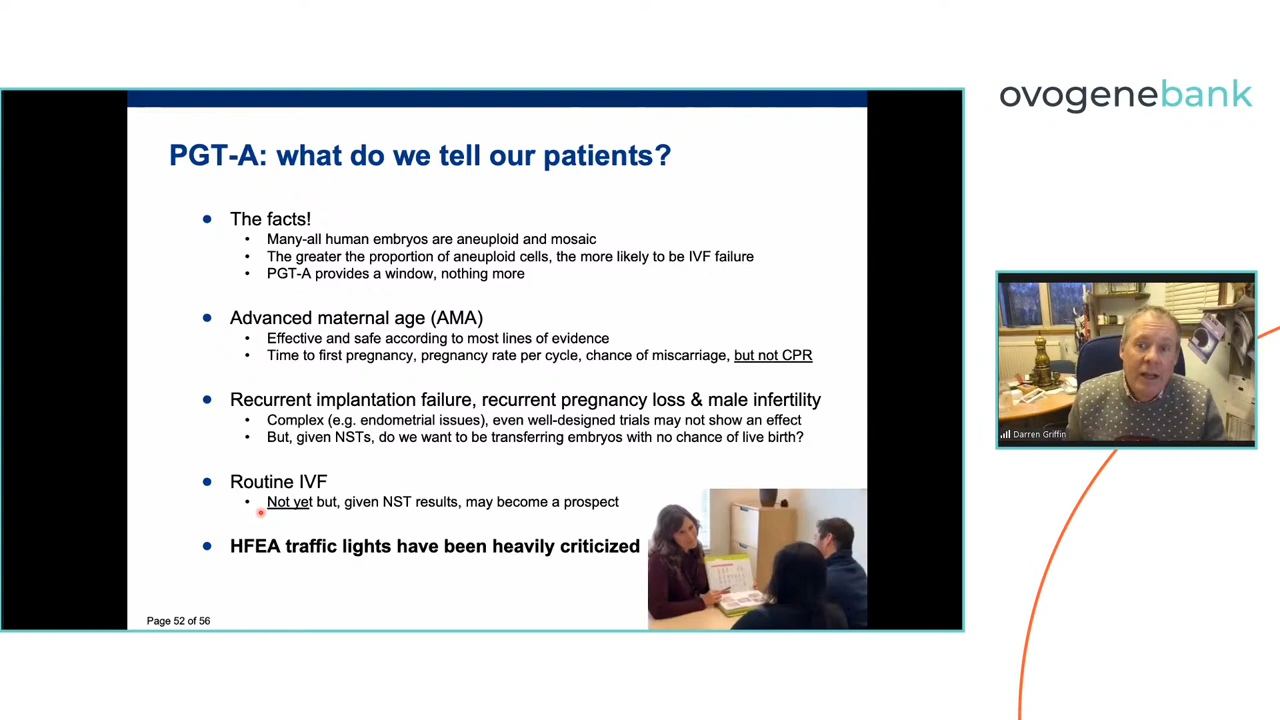 ovogenebank
PGT-A: what do we tell our patients?
• The facts!
• Many-all human embryos are aneuploid and mosaic
• The greater the proportion of aneuploid cells, the more likely to be IVF failure
• PGT-A provides a window, nothing more
• Advanced maternal age (AMA)
• Effective and safe according to most lines of evidence
• Time to first pregnancy, pregnancy rate per cycle, chance of miscarriage, but not CPR
• Recurrent implantation failure, recurrent pregnancy loss & male infertility
• Complex (e.g. endometrial issues), even well-designed trials may not show an effect
• But, given NSTs, do we want to be transferring embryos with no chance of live birth?
• Routine IVF
• Not yet but, given NST results, may become a prospect
• HFEA traffic lights have been heavily criticized
Page 52 of 56
Darren Griffin